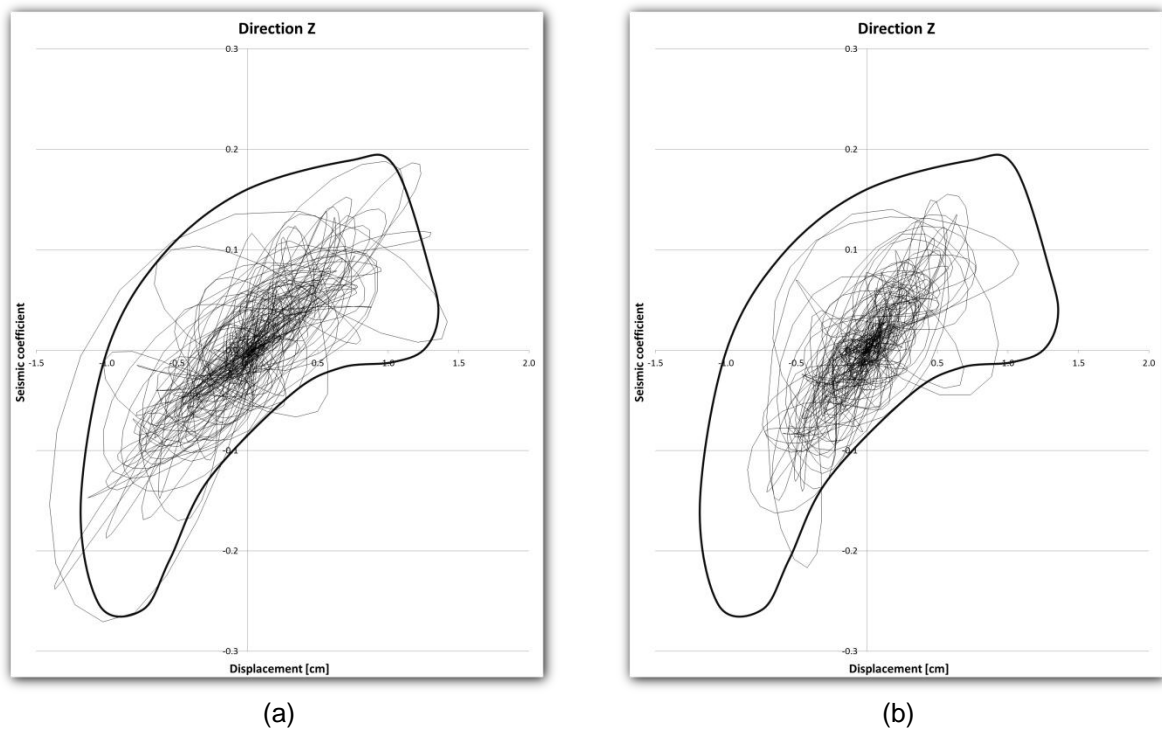 Direction Z
0.3
0.2
0.1
-1.5 -1.0 -0.5 0.5 1.0 1.5 2.0
-0.1
-0.2
-0.3
Seismic coefficient
Displacement [cm]
(a)
Direction Z
0.3
0.2
0.1
-1.5 -1.0 -0.5 0.5 1.0 1.5 2.0
-0.1
-0.2
-0.3
Seismic coefficient
Displacement [cm]
(b)